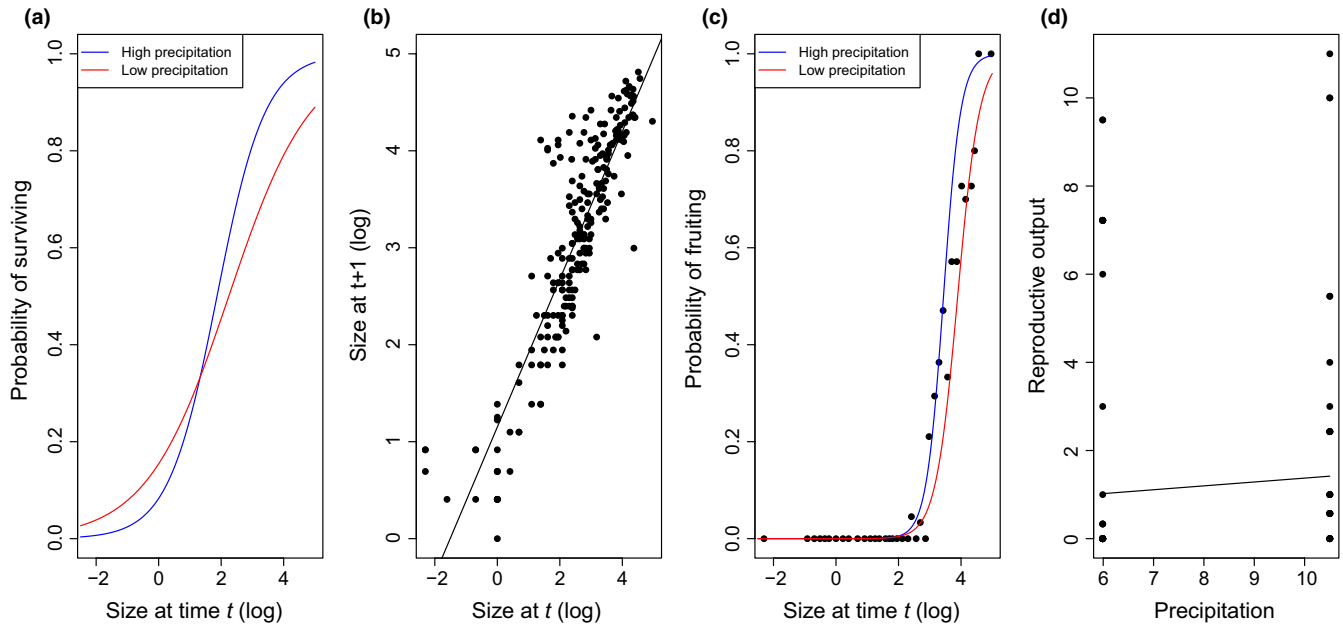 (a)
High precipitation
Low precipitation
Probability of surviving
0.0 0.2 0.4 0.6 0.8 1.0
−2 0 2 4
Size at time t (log)
(b)
Size at t+1 (log)
0 1 2 3 4 5
−2 0 2 4
Size at t (log)
(c)
High precipitation
Low precipitation
Probability of fruiting
0.0 0.2 0.4 0.6 0.8 1.0
−2 0 2 4
Size at time t (log)
(d)
Reproductive output
0 2 4 6 8 10
6 7 8 9 10
Precipitation